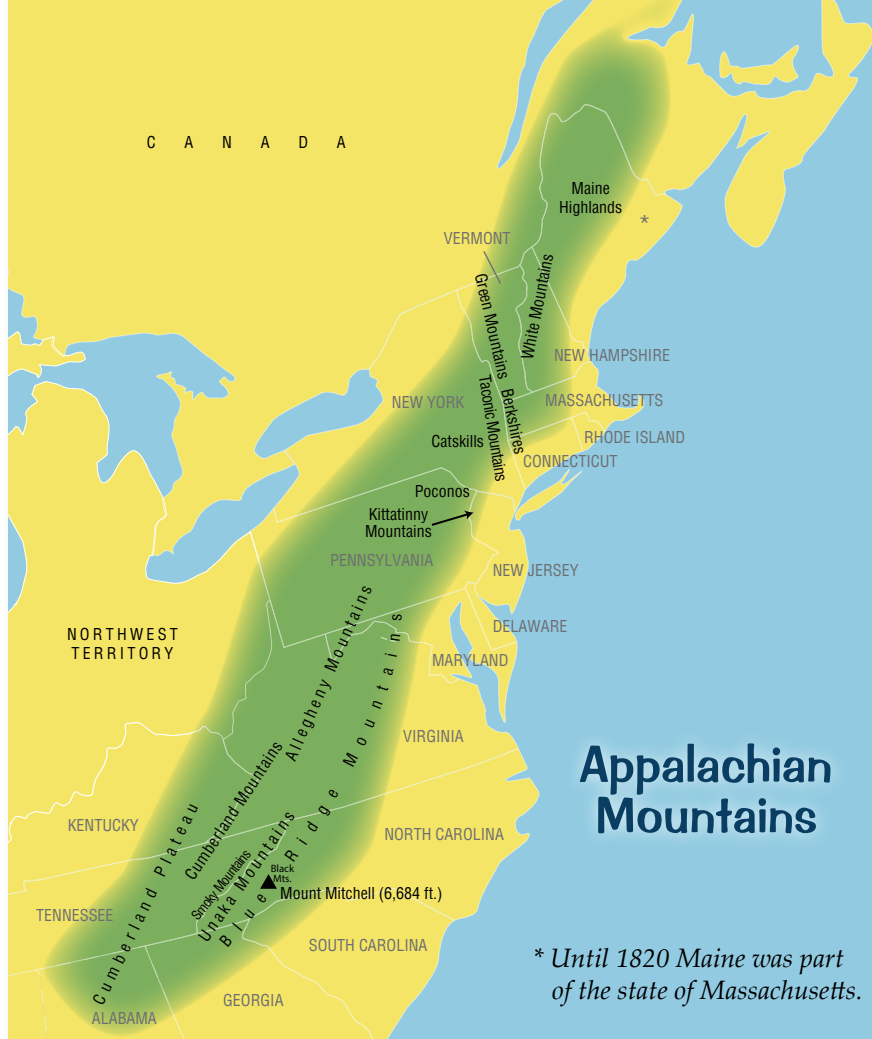 C A N A D A
Maine
Highlands
*
VERMONT
Green Mountains
White Mountains
NEW HAMPSHIRE
NEW YORK
Taconic Mountains
Berkshires
MASSACHUSETTS
Catskills
RHODE ISLAND
CONNECTICUT
Poconos
Kittatinny
Mountains
PENNSYLVANIA
NEW JERSEY
NORTHWEST
TERRITORY
DELAWARE
MARYLAND
Allegheny Mountains
Blue Ridge Mountains
VIRGINIA
Appalachian
Mountains
KENTUCKY
Cumberland Mountains
Cumberland Plateau
NORTH CAROLINA
Smoky Mountains
Unaka Mountains
Black
Mts.
Mount Mitchell (6,684 ft.)
TENNESSEE
SOUTH CAROLINA
GEORGIA
ALABAMA
* Until 1820 Maine was part
of the state of Massachusetts.